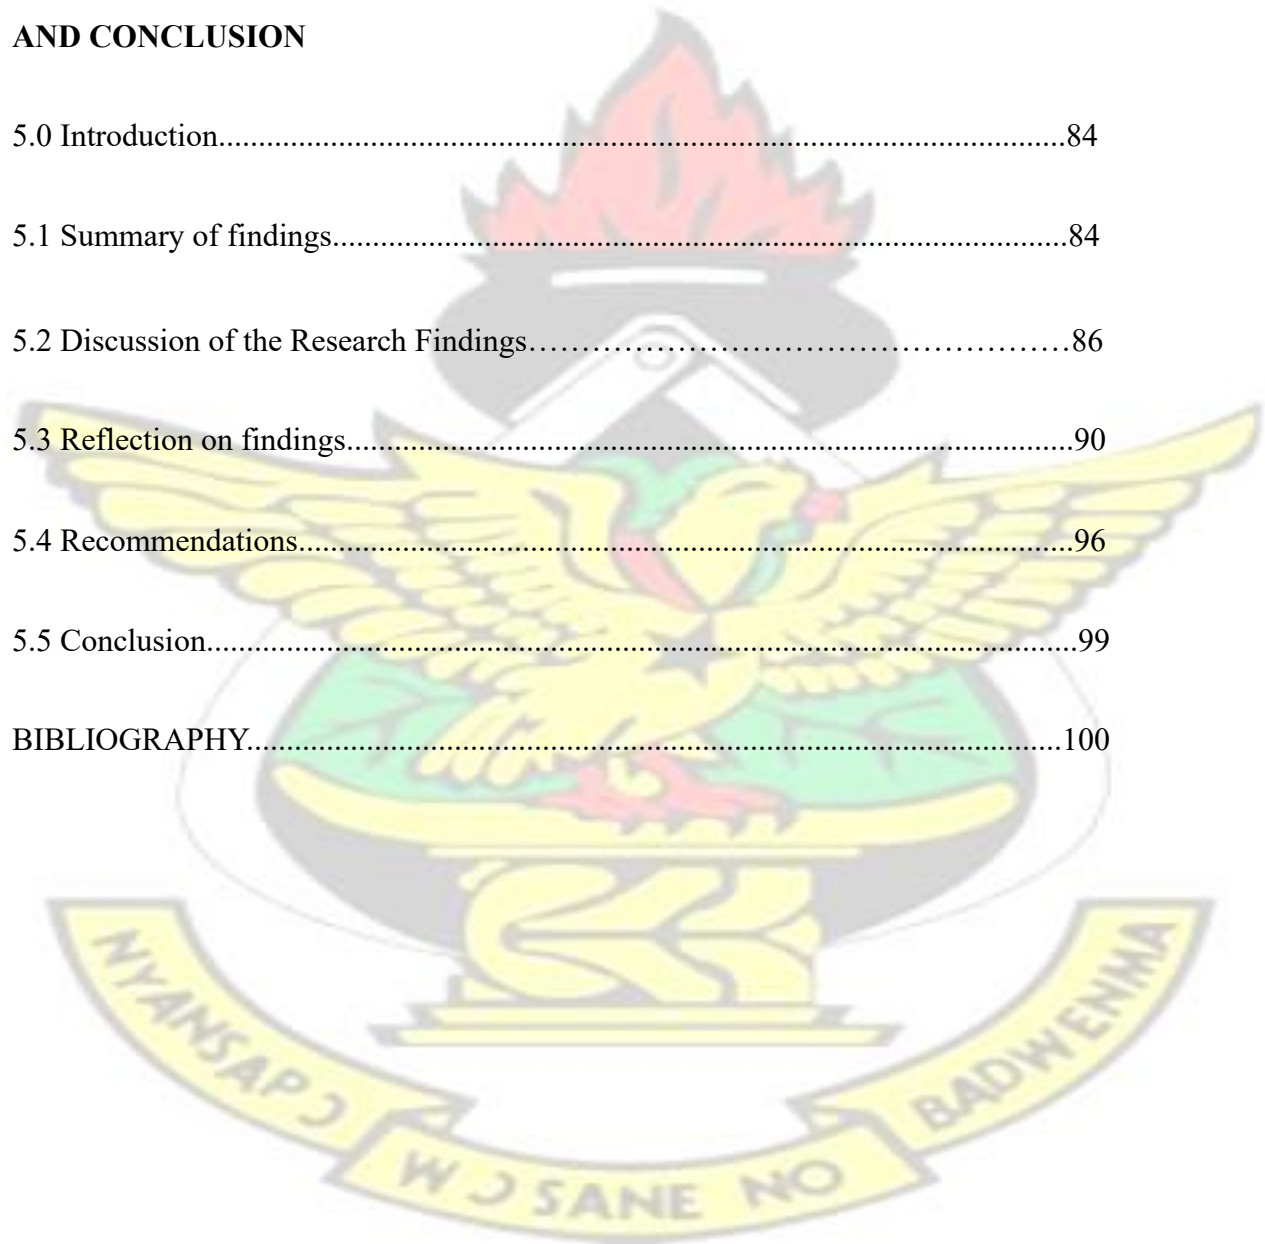 AND CONCLUSION
5.0 Introduction..........................................................................................................84
5.1 Summary of findings............................................................................................84
5.2 Discussion of the Research Findings……………………………………………86
5.3 Reflection on findings...........................................................................................90
5.4 Recommendations.................................................................................................96
5.5 Conclusion.............................................................................................................99
BIBLIOGRAPHY......................................................................................................100
NYANSAPƆ WƆSANE NO BADWENMA